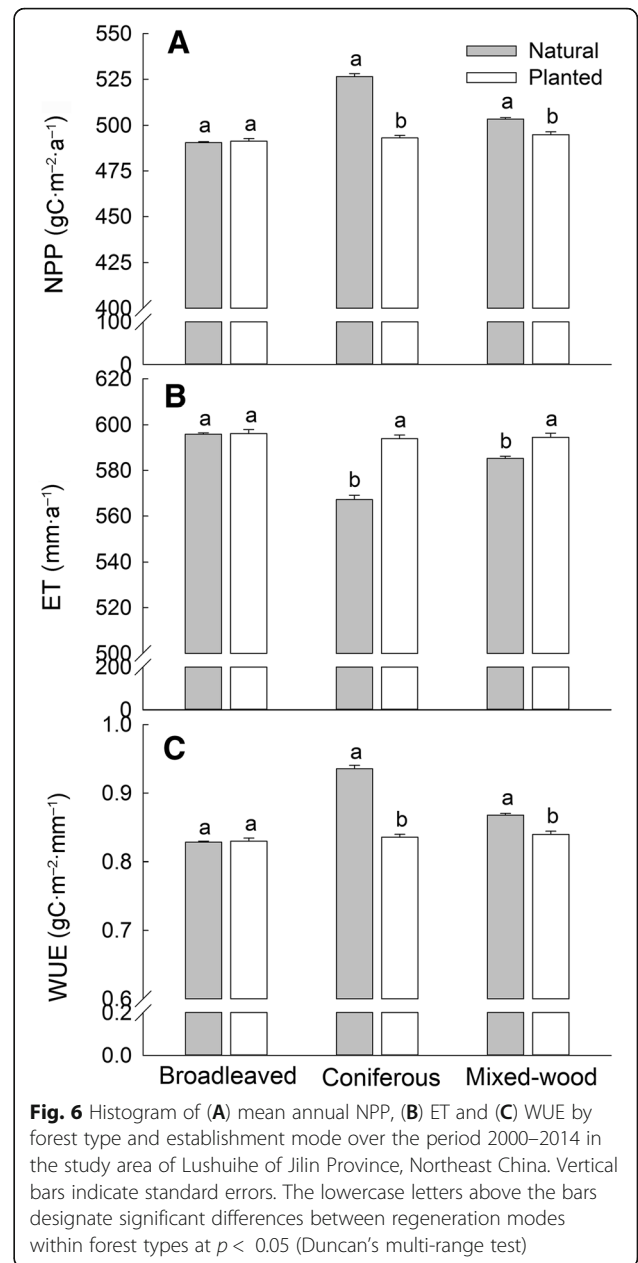 A
Natural
Planted
NPP (gC·m⁻²·a⁻¹)
550
525
500
475
450
425
400
100
0
a a a b a b
B
ET (mm·a⁻¹)
620
600
580
560
540
520
500
200
0
a a b a b a
C
WUE (gC·m⁻²·mm⁻¹)
1.0
0.9
0.8
0.7
0.6
0.2
0.0
a a a b a b
Broadleaved Coniferous Mixed-wood
Fig. 6 Histogram of (A) mean annual NPP, (B) ET and (C) WUE by
forest type and establishment mode over the period 2000–2014 in
the study area of Lushuihe of Jilin Province, Northeast China. Vertical
bars indicate standard errors. The lowercase letters above the bars
designate significant differences between regeneration modes
within forest types at p < 0.05 (Duncan's multi-range test)